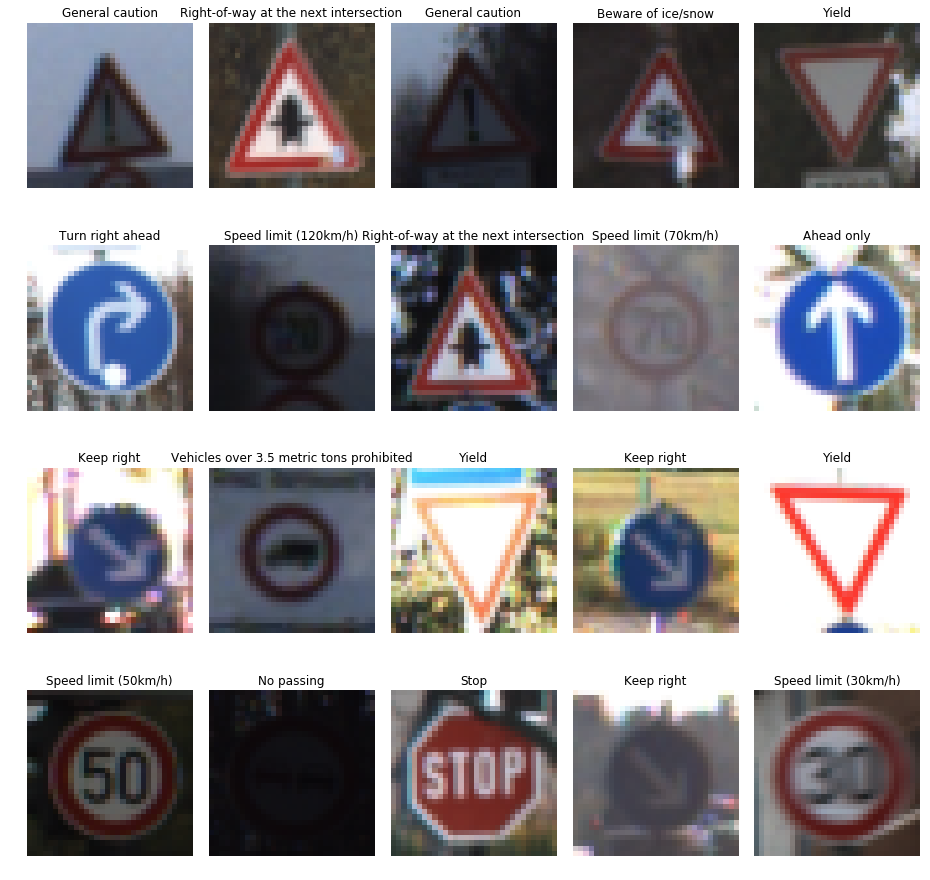 General caution
Right-of-way at the next intersection
General caution
Beware of ice/snow
Yield
Turn right ahead
Speed limit (120km/h)
Right-of-way at the next intersection
Speed limit (70km/h)
Ahead only
70
Keep right
Vehicles over 3.5 metric tons prohibited
Yield
Keep right
Yield
Speed limit (50km/h)
No passing
Stop
Keep right
Speed limit (30km/h)
50
STOP
30